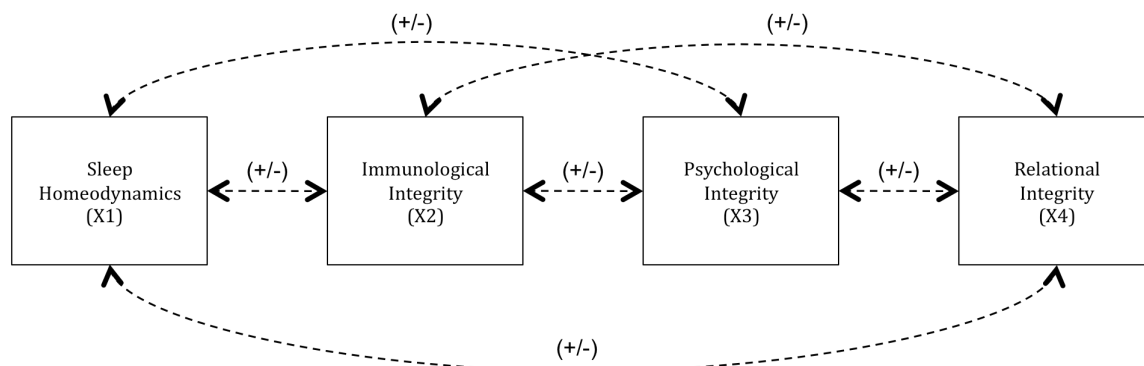 (+/-)
(+/-)
Sleep
Homeodynamics
(X1)
(+/-)
Immunological
Integrity
(X2)
(+/-)
Psychological
Integrity
(X3)
(+/-)
Relational
Integrity
(X4)
(+/-)